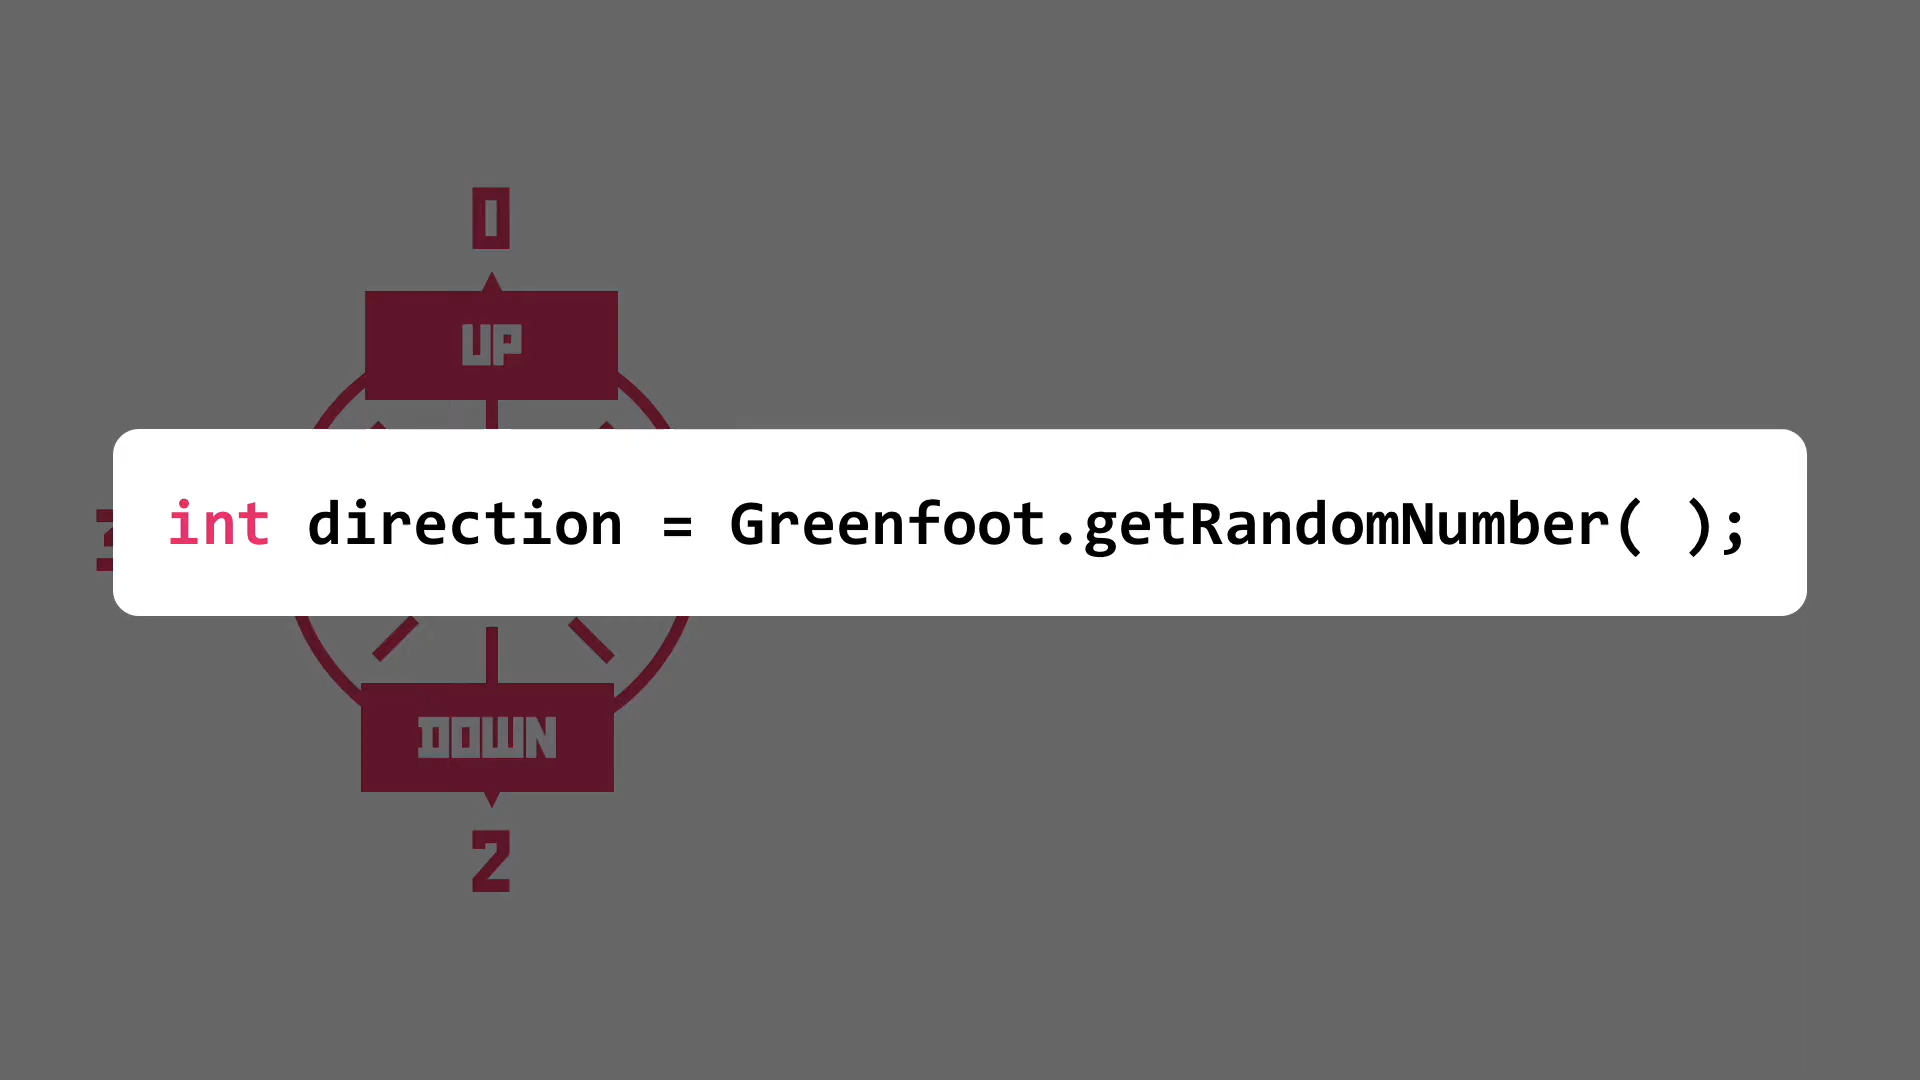 0
UP
int direction = Greenfoot.getRandomNumber( );
DOWN
2